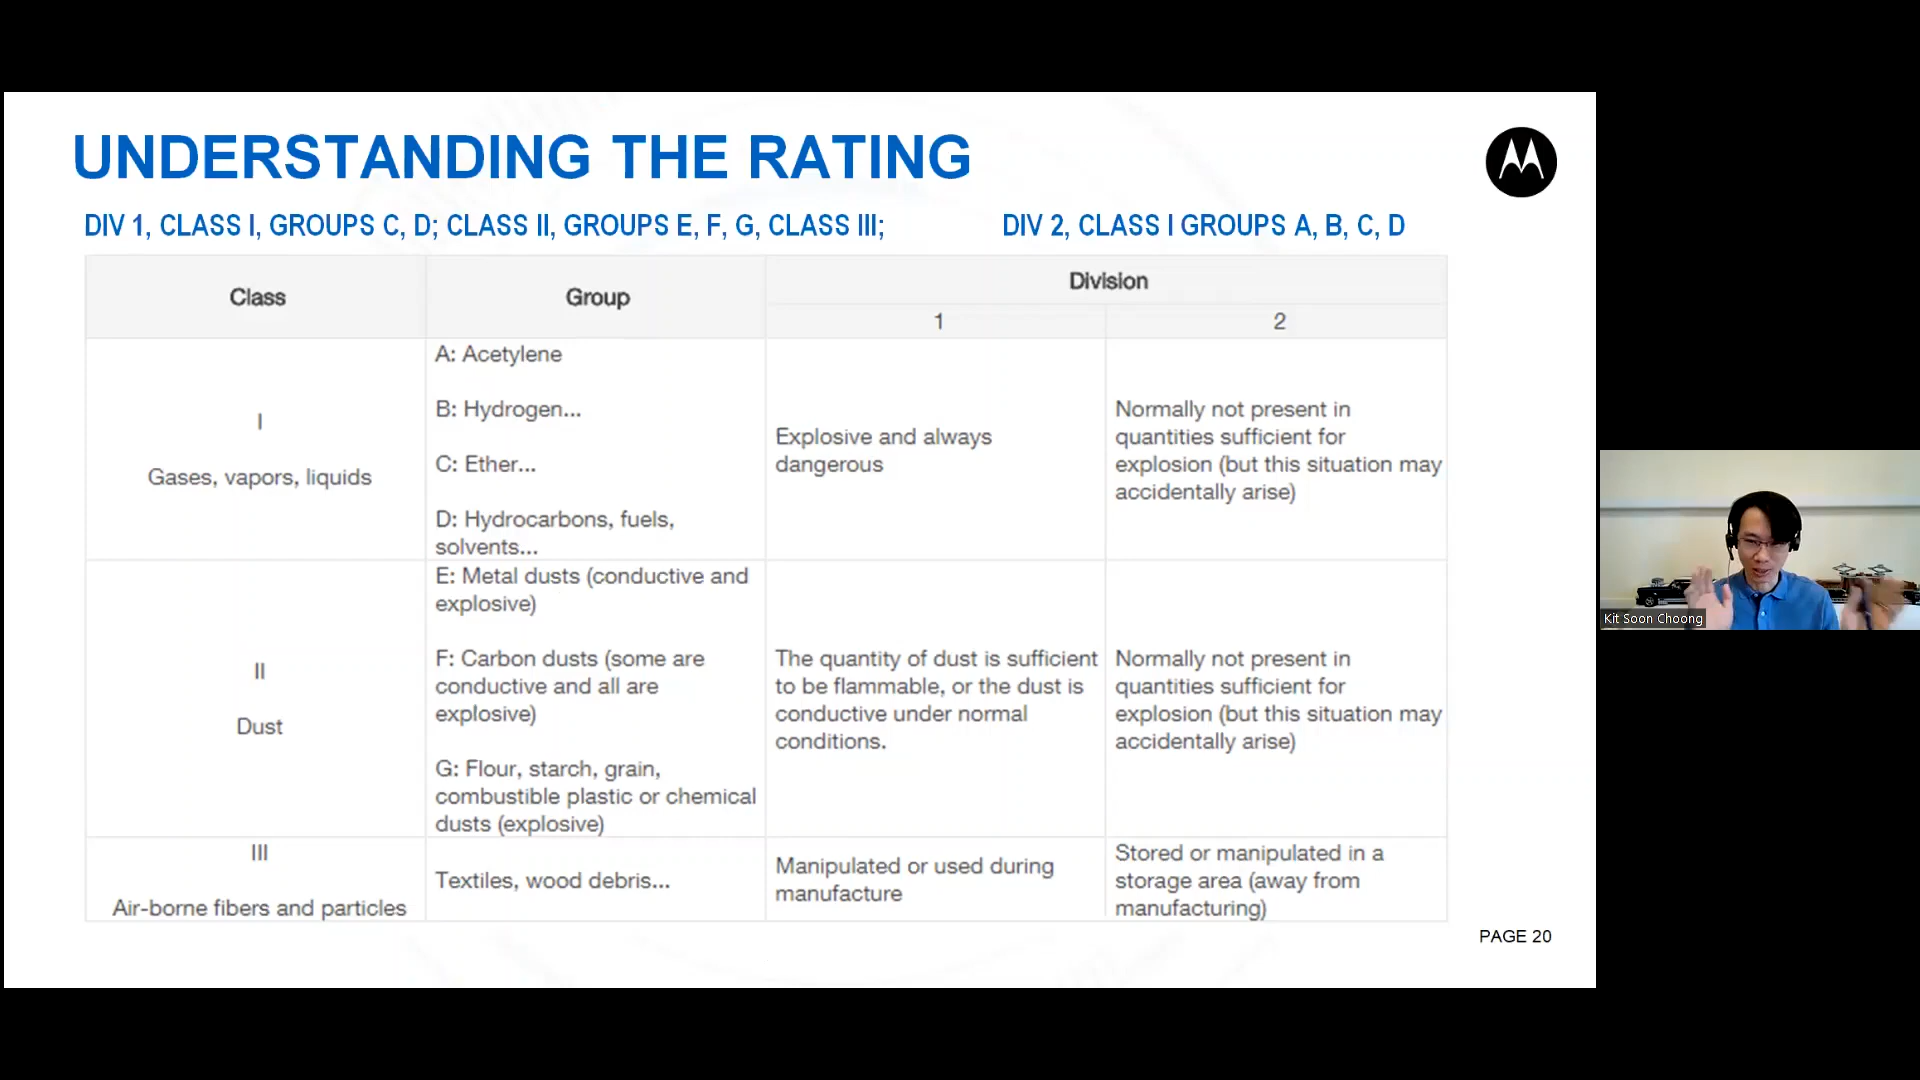 UNDERSTANDING THE RATING
DIV 1, CLASS I, GROUPS C, D; CLASS II, GROUPS E, F, G, CLASS III;
DIV 2, CLASS I GROUPS A, B, C, D
Class
Group
Division
1
2
I
Gases, vapors, liquids
A: Acetylene
B: Hydrogen...
C: Ether...
D: Hydrocarbons, fuels,
solvents...
Explosive and always
dangerous
Normally not present in
quantities sufficient for
explosion (but this situation may
accidentally arise)
II
Dust
E: Metal dusts (conductive and
explosive)
F: Carbon dusts (some are
conductive and all are
explosive)
G: Flour, starch, grain,
combustible plastic or chemical
dusts (explosive)
The quantity of dust is sufficient
to be flammable, or the dust is
conductive under normal
conditions.
Normally not present in
quantities sufficient for
explosion (but this situation may
accidentally arise)
III
Air-borne fibers and particles
Textiles, wood debris...
Manipulated or used during
manufacture
Stored or manipulated in a
storage area (away from
manufacturing)
PAGE 20
Kit Soon Choong